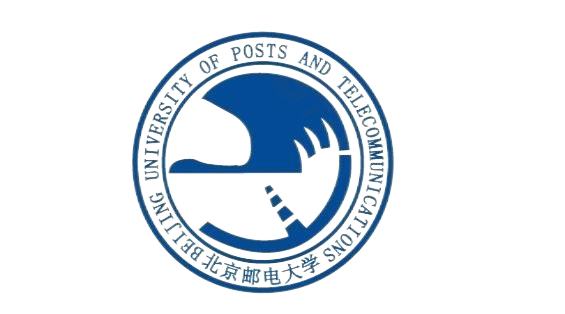 BEIJING UNIVERSITY OF POSTS AND TELECOMMUNICATIONS
北京邮电大学